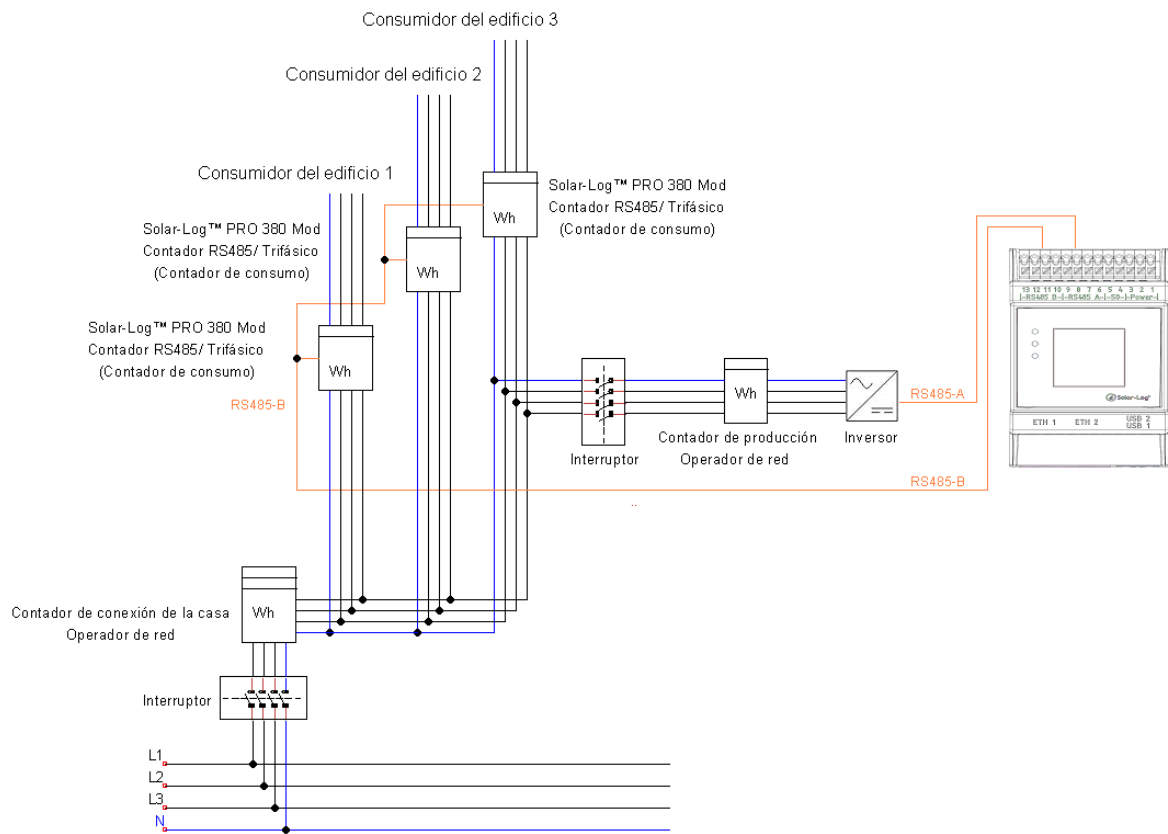 Consumidor del edificio 3
Consumidor del edificio 2
Consumidor del edificio 1
Solar-Log™ PRO 380 Mod
Contador RS485/ Trifásico
(Contador de consumo)
Wh
Solar-Log™ PRO 380 Mod
Contador RS485/ Trifásico
(Contador de consumo)
Wh
Solar-Log™ PRO 380 Mod
Contador RS485/ Trifásico
(Contador de consumo)
Wh
13 12 11 10 9 8 7 6 5 4 3 2 1
|-RS485 B-|-RS485 A-|-S0-|-Power-|
Solar-Log®
ETH 1 ETH 2 USB 2
USB 1
RS485-B
Wh
RS485-A
Interruptor
Contador de producción
Operador de red
Inversor
RS485-B
..
Contador de conexión de la casa
Operador de red
Wh
Interruptor
L1
L2
L3
N